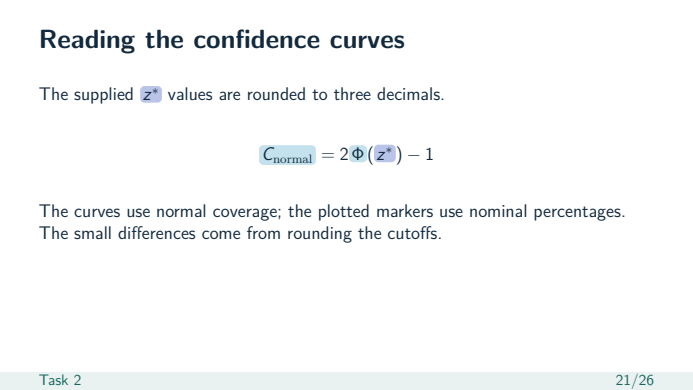 Reading the confidence curves
The supplied z* values are rounded to three decimals.
C_normal = 2Φ(z*) − 1
The curves use normal coverage; the plotted markers use nominal percentages.
The small differences come from rounding the cutoffs.
Task 2
21/26